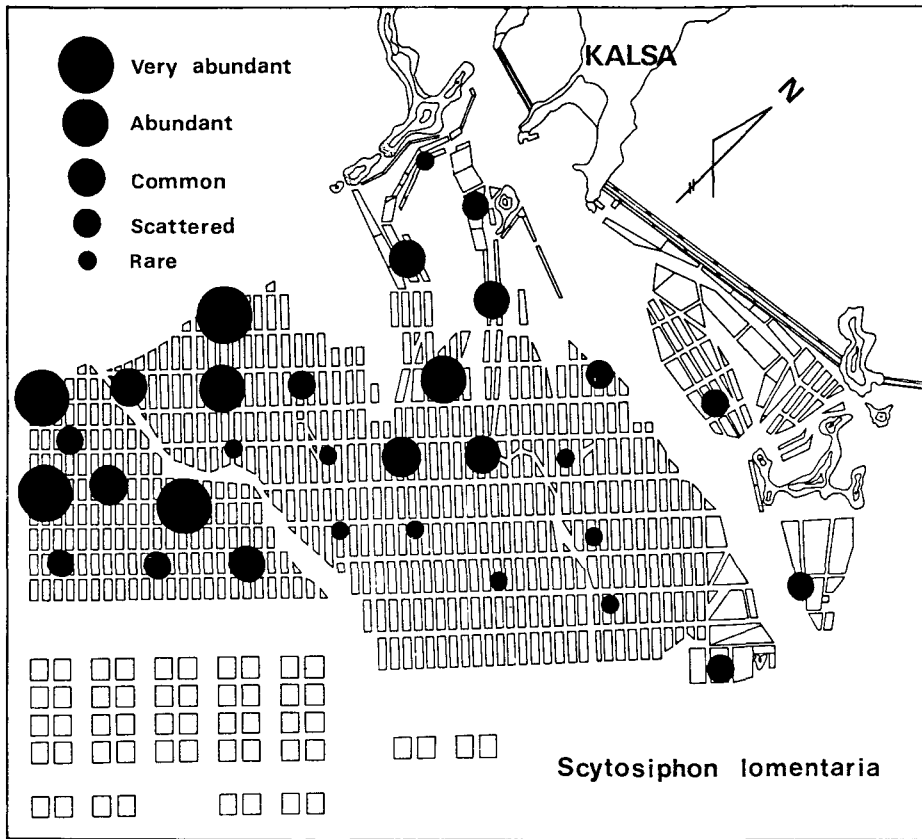 Very abundant
Abundant
Common
Scattered
Rare
KALSA
N
Scytosiphon lomentaria